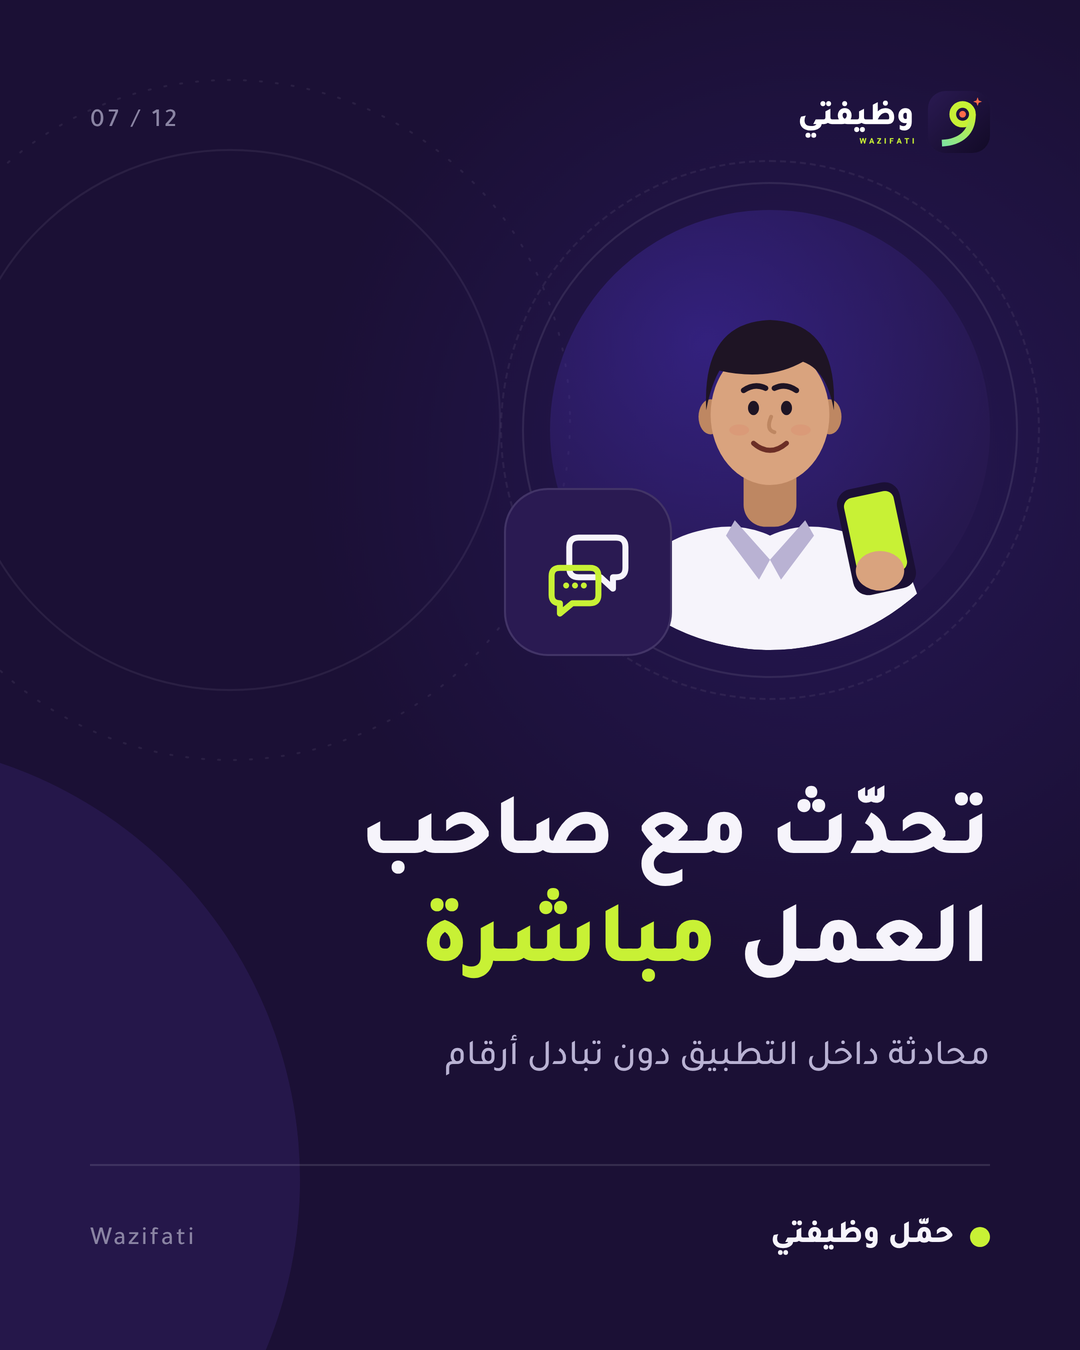 07 / 12
وظيفتي
WAZIFATI
تحدّث مع صاحب
العمل مباشرة
محادثة داخل التطبيق دون تبادل أرقام
حمّل وظيفتي
Wazifati